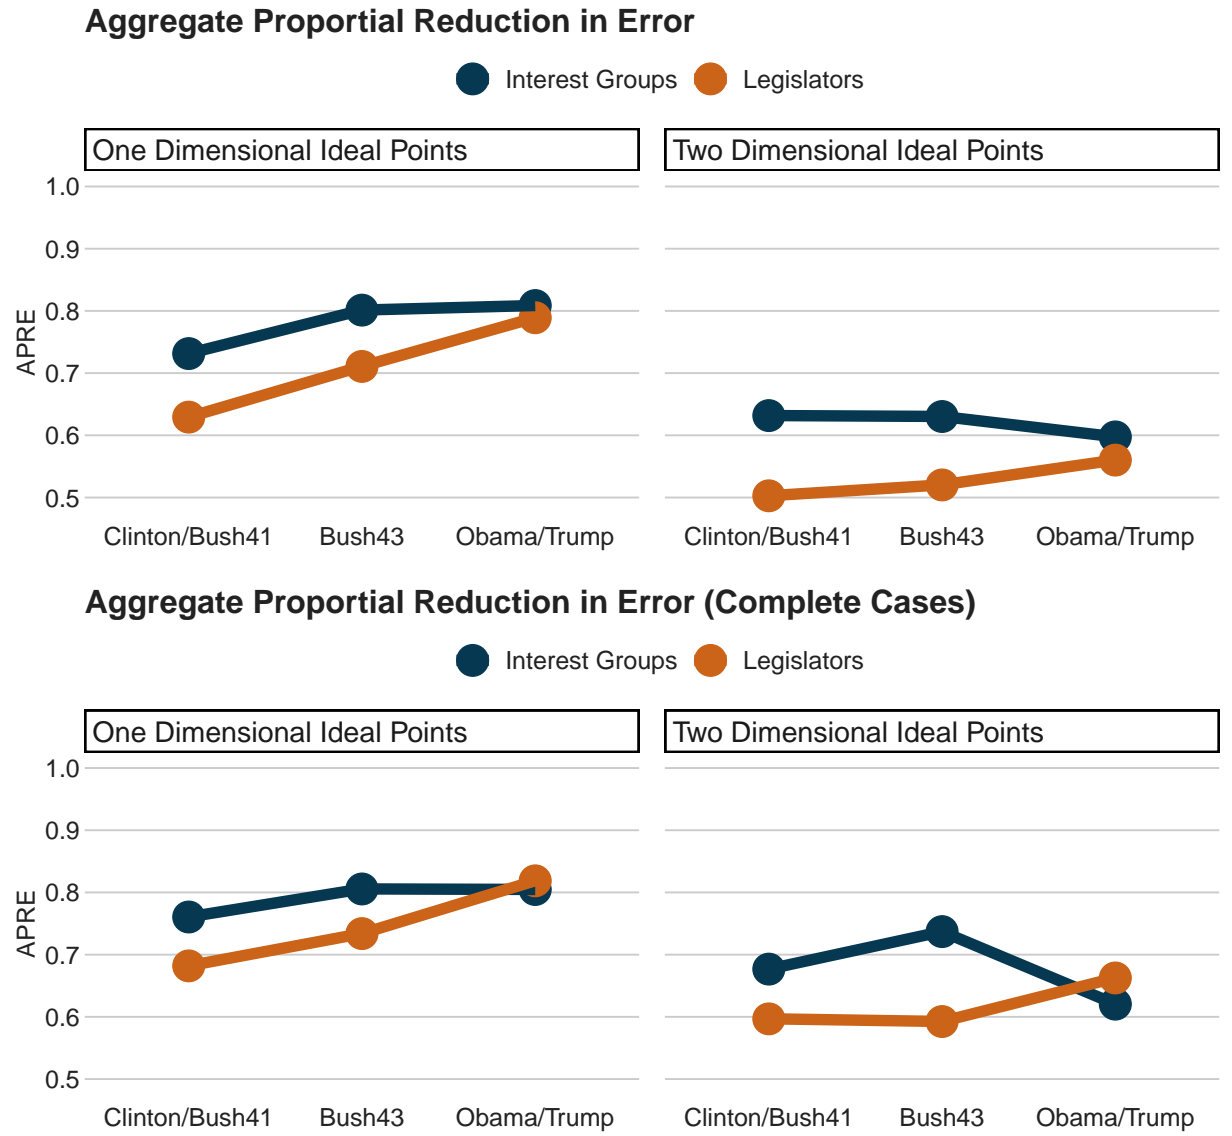 Aggregate Proportial Reduction in Error
Interest Groups Legislators
One Dimensional Ideal Points Two Dimensional Ideal Points
1.0
0.9
0.8
0.7
0.6
0.5
APRE
Clinton/Bush41 Bush43 Obama/Trump Clinton/Bush41 Bush43 Obama/Trump
Aggregate Proportial Reduction in Error (Complete Cases)
Interest Groups Legislators
One Dimensional Ideal Points Two Dimensional Ideal Points
1.0
0.9
0.8
0.7
0.6
0.5
APRE
Clinton/Bush41 Bush43 Obama/Trump Clinton/Bush41 Bush43 Obama/Trump